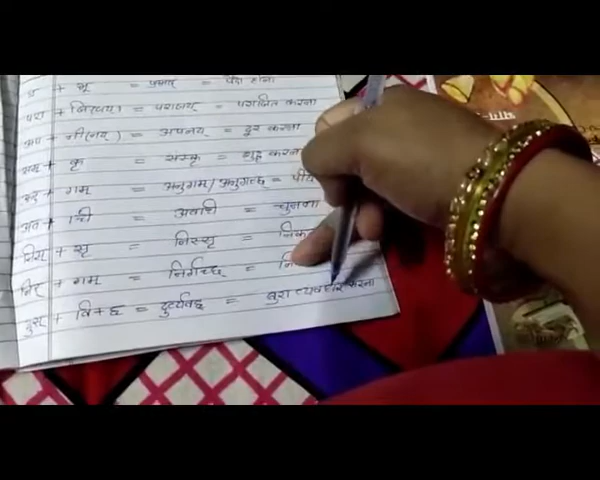 प्र + भू = प्रभव् = पैदा होना
परा + जि(जय्) = पराजय् = पराजित करना
अप + नी(नय्) = अपनय् = दूर करना
सम् + कृ = संस्कृ = शुद्ध करना
अनु + गम् = अनुगम्/अनुगच्छ् =
अव + चि = अवचि = चुनना
निस् + सृ = निस्सृ =
निर् + गम् = निर्गच्छ् =
दुस् + = = बुरा व्यवहार करना